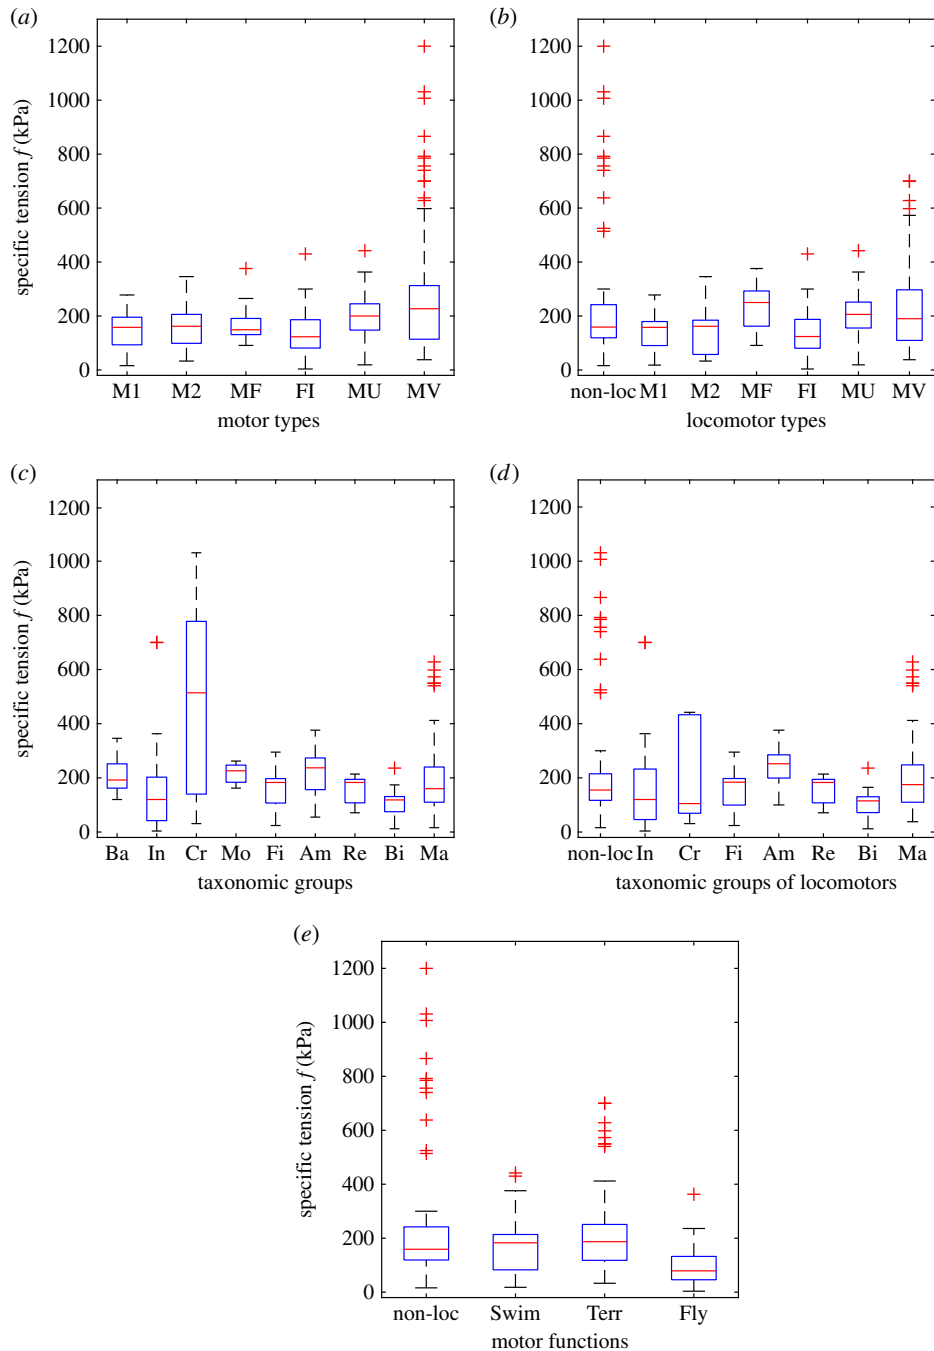 (a)
(b)
1200
1000
800
600
400
200
0
specific tension f (kPa)
M1 M2 MF FI MU MV
motor types
1200
1000
800
600
400
200
0
non-loc M1 M2 MF FI MU MV
locomotor types
(c)
(d)
1200
1000
800
600
400
200
0
specific tension f (kPa)
Ba In Cr Mo Fi Am Re Bi Ma
taxonomic groups
1200
1000
800
600
400
200
0
non-loc In Cr Fi Am Re Bi Ma
taxonomic groups of locomotors
(e)
1200
1000
800
600
400
200
0
specific tension f (kPa)
non-loc Swim Terr Fly
motor functions